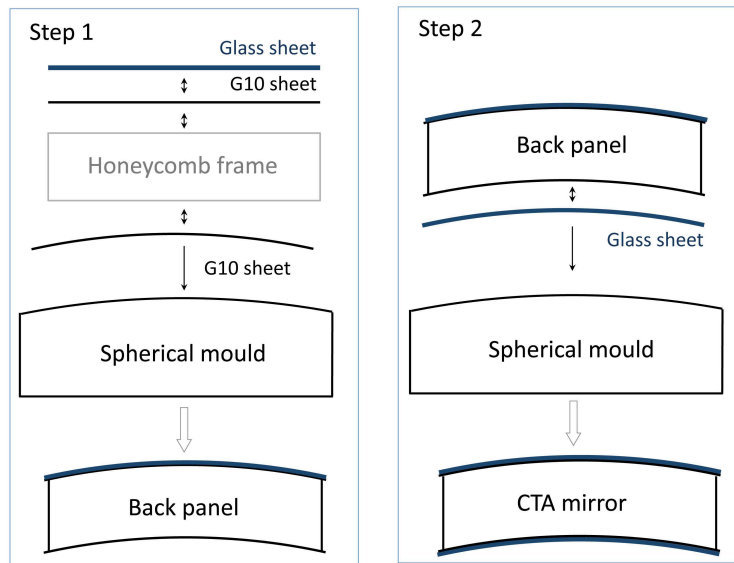 Step 1
Glass sheet
G10 sheet
Honeycomb frame
G10 sheet
Spherical mould
Back panel
Step 2
Back panel
Glass sheet
Spherical mould
CTA mirror